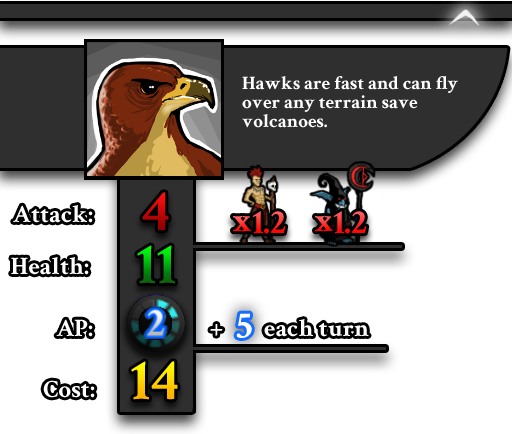 Hawks are fast and can fly
over any terrain save
volcanoes.
Attack: 4 x1.2 x1.2
Health: 11
AP: 2 + 5 each turn
Cost: 14